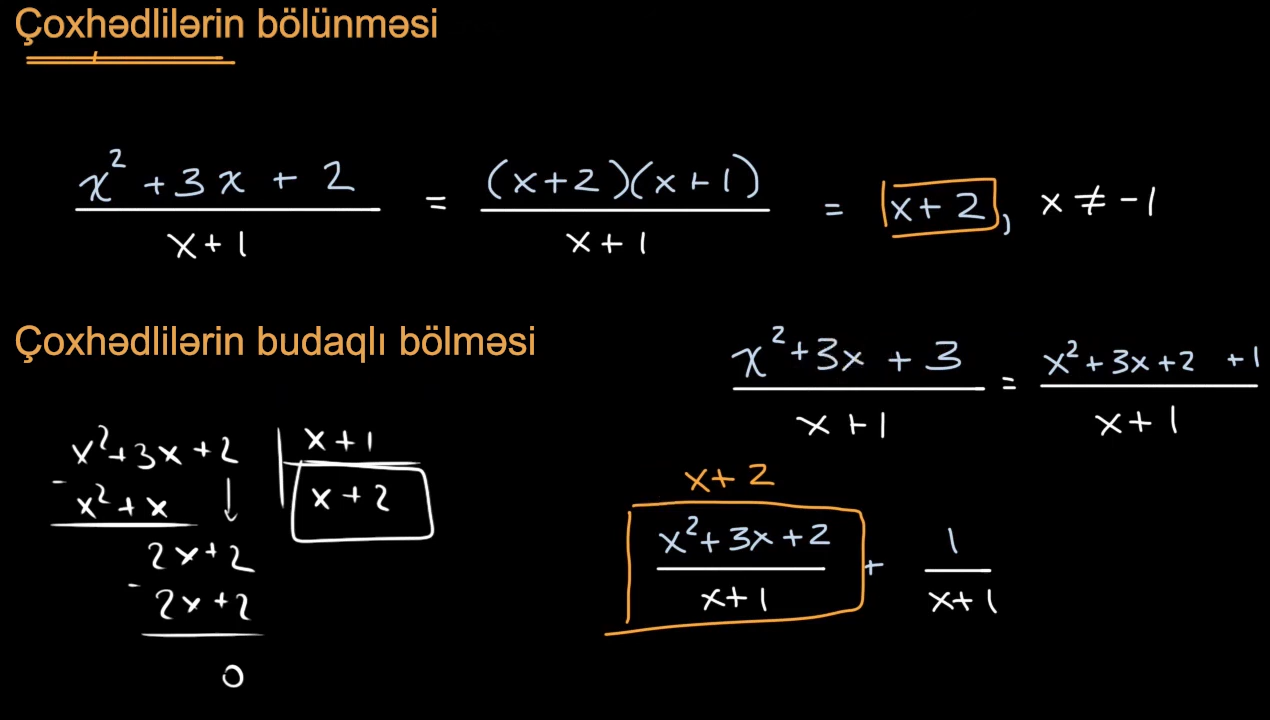 Çoxhədlilərin bölünməsi
x² + 3x + 2 / x + 1 = (x+2)(x+1) / x + 1 = x + 2, x ≠ -1
Çoxhədlilərin budaqlı bölməsi
x² + 3x + 3 / x + 1 = x² + 3x + 2 + 1 / x + 1
x² + 3x + 2 | x + 1
- x² + x ↓ | x + 2
2x + 2
- 2x + 2
0
x + 2
x² + 3x + 2 / x + 1 + 1 / x + 1